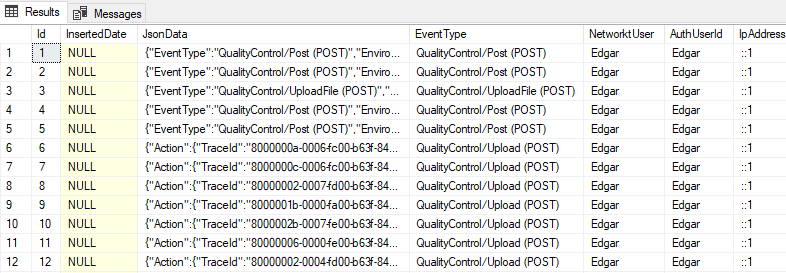 Results Messages
Id InsertedDate JsonData EventType NetworktUser AuthUserId IpAddress
1 1 NULL {"EventType":"QualityControl/Post (POST)","Enviro... QualityControl/Post (POST) Edgar Edgar ::1
2 2 NULL {"EventType":"QualityControl/Post (POST)","Enviro... QualityControl/Post (POST) Edgar Edgar ::1
3 3 NULL {"EventType":"QualityControl/UploadFile (POST)","... QualityControl/UploadFile (POST) Edgar Edgar ::1
4 4 NULL {"EventType":"QualityControl/Post (POST)","Enviro... QualityControl/Post (POST) Edgar Edgar ::1
5 5 NULL {"EventType":"QualityControl/Post (POST)","Enviro... QualityControl/Post (POST) Edgar Edgar ::1
6 6 NULL {"Action":{"TraceId":"8000000a-0006-fc00-b63f-84... QualityControl/Upload (POST) Edgar Edgar ::1
7 7 NULL {"Action":{"TraceId":"8000000c-0006-fc00-b63f-84... QualityControl/Upload (POST) Edgar Edgar ::1
8 8 NULL {"Action":{"TraceId":"80000002-0007-fd00-b63f-84... QualityControl/Upload (POST) Edgar Edgar ::1
9 9 NULL {"Action":{"TraceId":"8000001b-0000-fa00-b63f-84... QualityControl/Upload (POST) Edgar Edgar ::1
10 10 NULL {"Action":{"TraceId":"8000002b-0007-fe00-b63f-84... QualityControl/Upload (POST) Edgar Edgar ::1
11 11 NULL {"Action":{"TraceId":"80000006-0000-fe00-b63f-84... QualityControl/Upload (POST) Edgar Edgar ::1
12 12 NULL {"Action":{"TraceId":"80000002-0004-fd00-b63f-84... QualityControl/Upload (POST) Edgar Edgar ::1